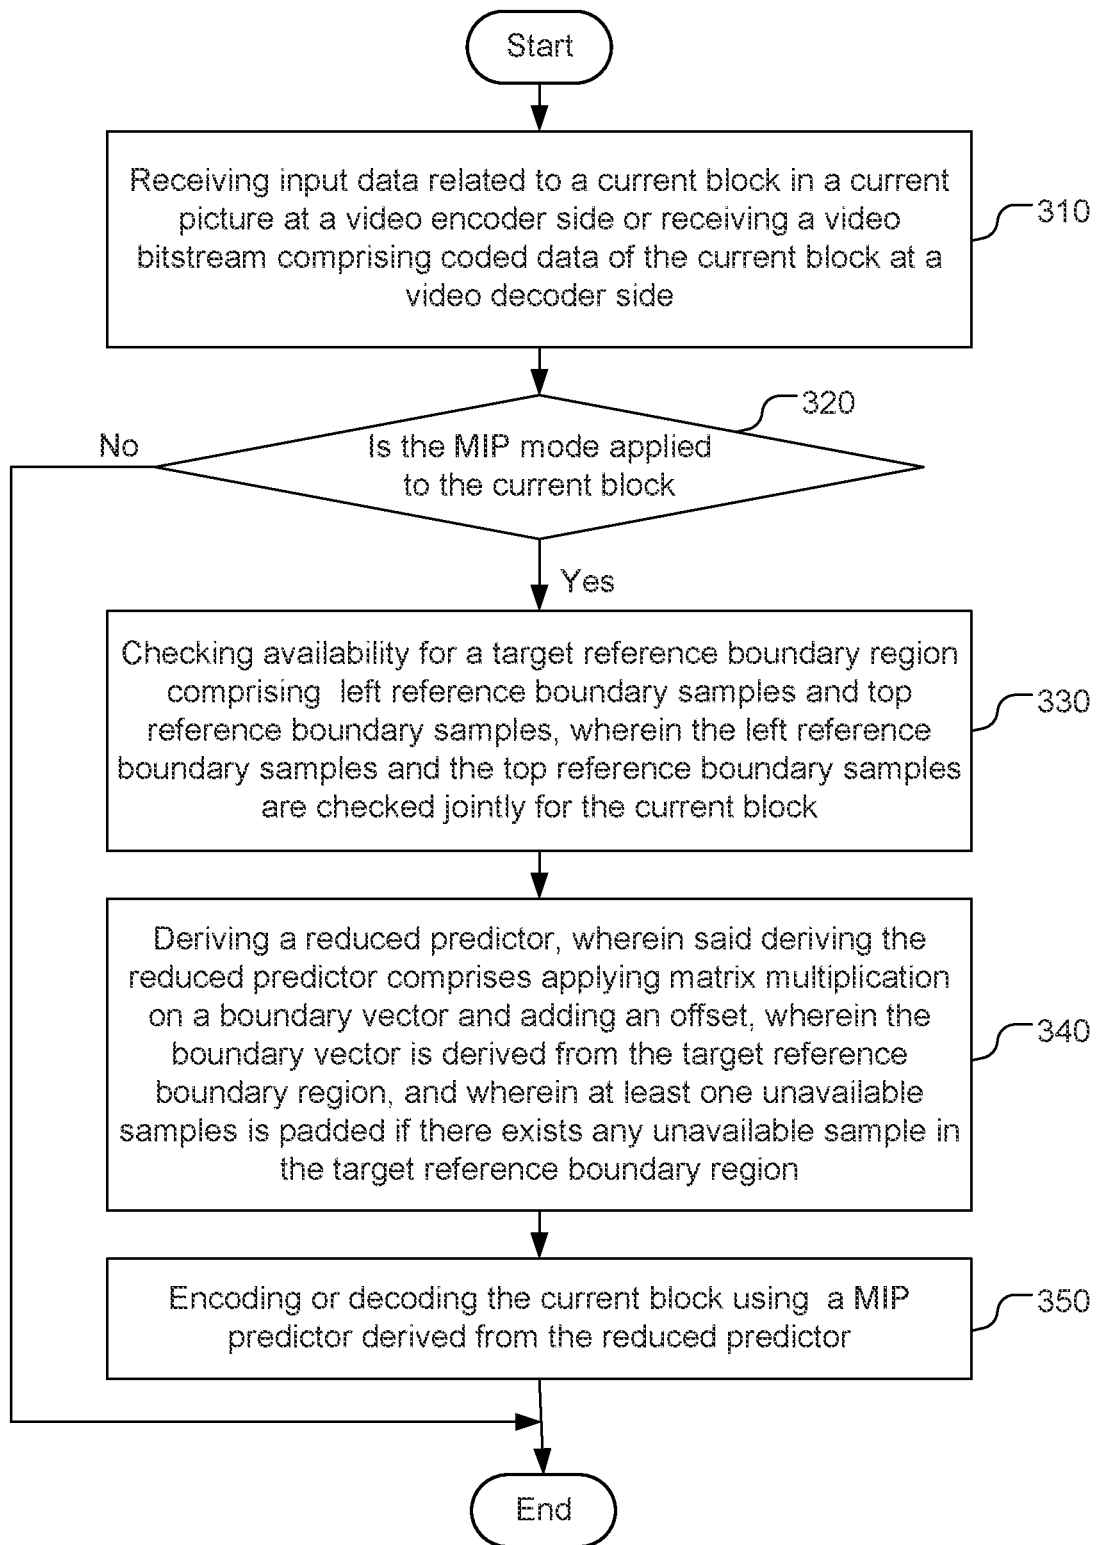 Start
Receiving input data related to a current block in a current
picture at a video encoder side or receiving a video
bitstream comprising coded data of the current block at a
video decoder side
310
320
No
Is the MIP mode applied
to the current block
Yes
Checking availability for a target reference boundary region
comprising left reference boundary samples and top
reference boundary samples, wherein the left reference
boundary samples and the top reference boundary samples
are checked jointly for the current block
330
Deriving a reduced predictor, wherein said deriving the
reduced predictor comprises applying matrix multiplication
on a boundary vector and adding an offset, wherein the
boundary vector is derived from the target reference
boundary region, and wherein at least one unavailable
samples is padded if there exists any unavailable sample in
the target reference boundary region
340
Encoding or decoding the current block using a MIP
predictor derived from the reduced predictor
350
End